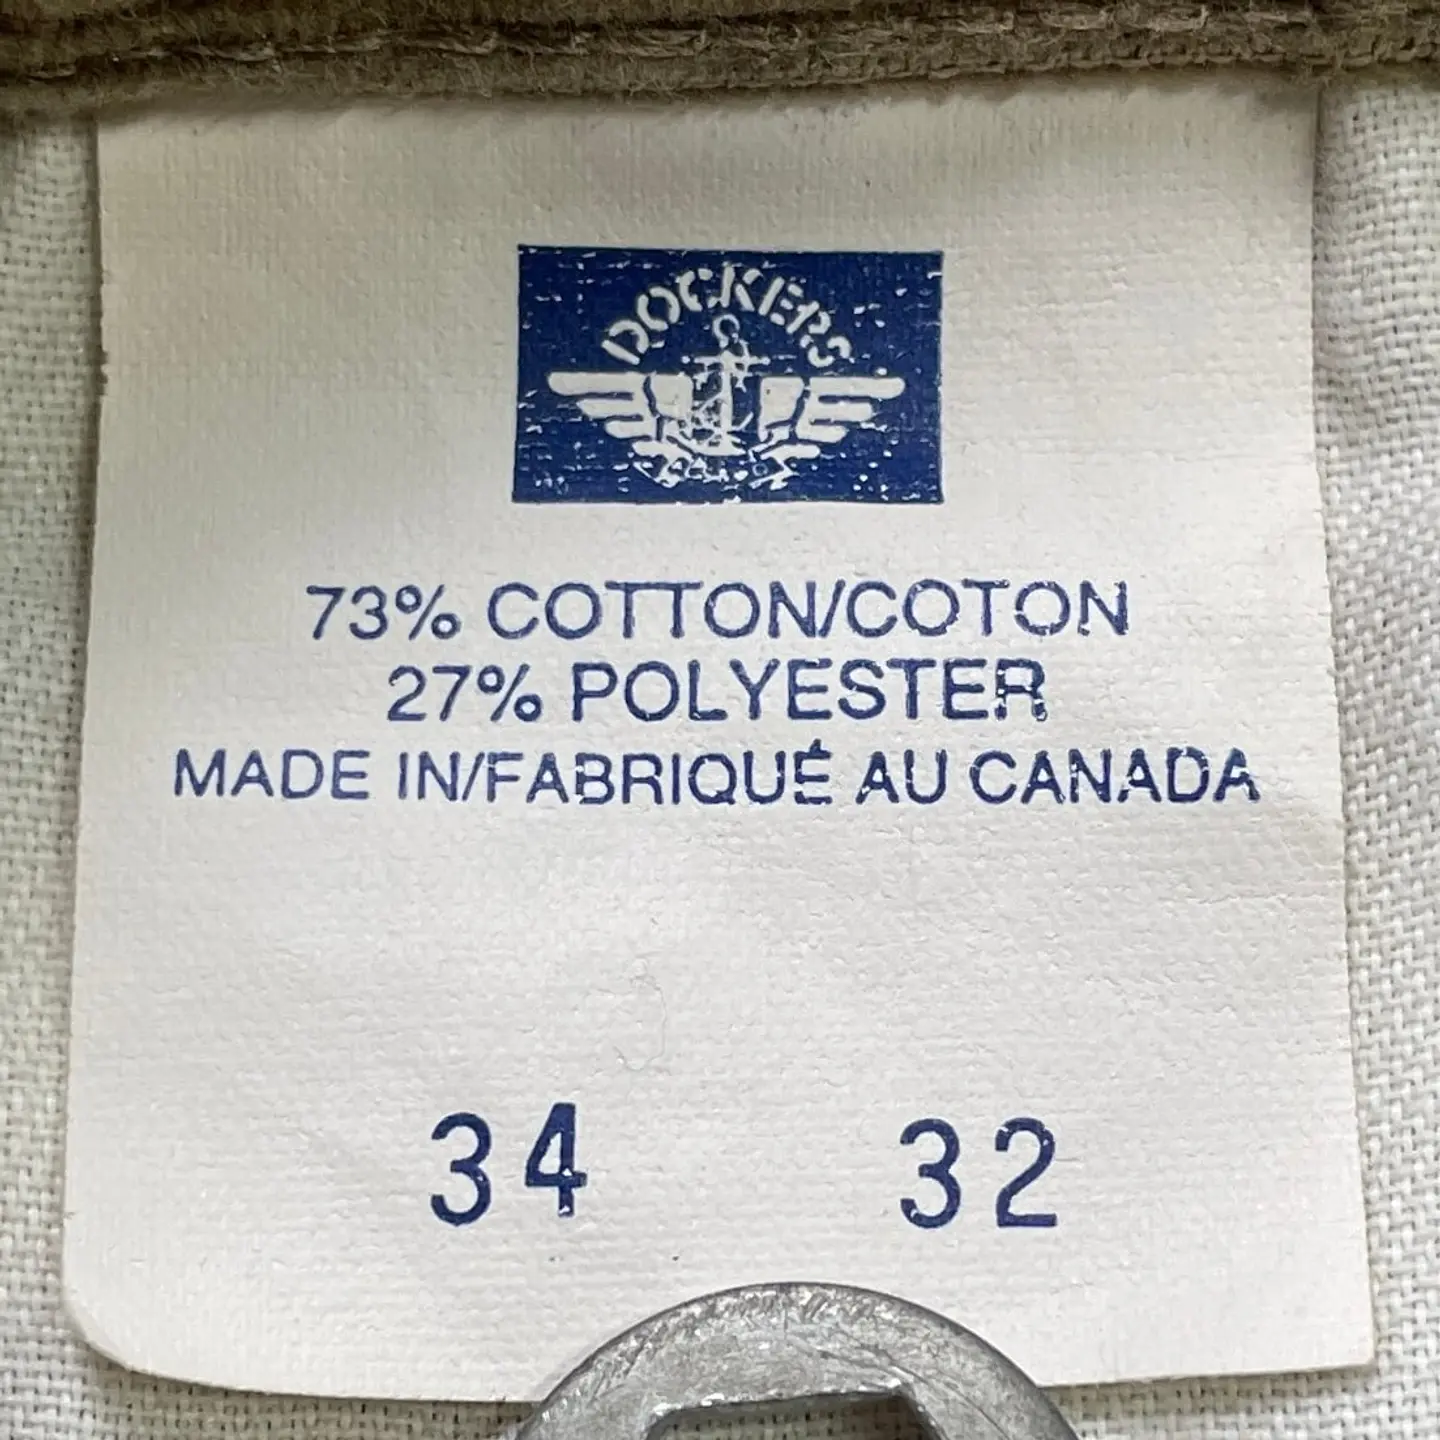 DOCKERS
73% COTTON/COTON
27% POLYESTER
MADE IN/FABRIQUÉ AU CANADA
34 32